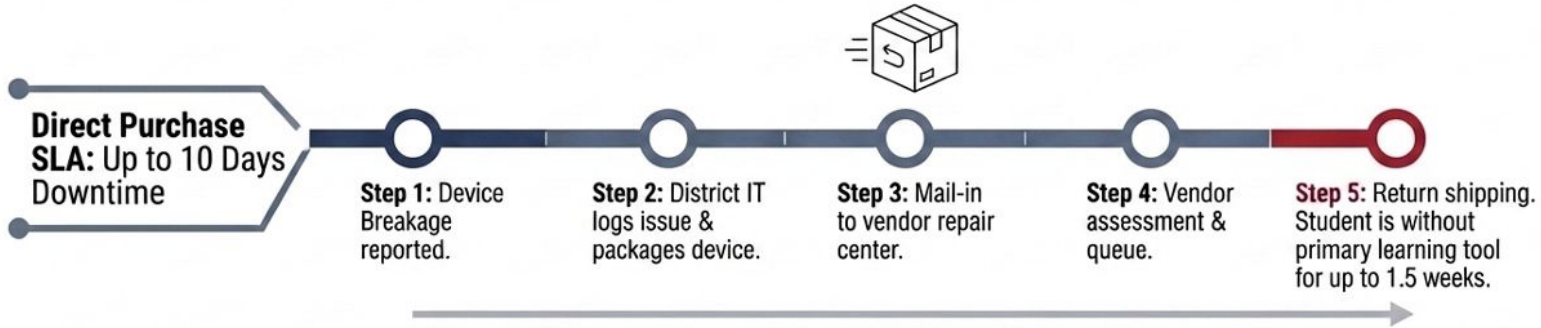 Direct Purchase
SLA: Up to 10 Days
Downtime
Step 1: Device
Breakage
reported.
Step 2: District IT
logs issue &
packages device.
Step 3: Mail-in
to vendor repair
center.
Step 4: Vendor
assessment &
queue.
Step 5: Return shipping.
Student is without
primary learning tool
for up to 1.5 weeks.